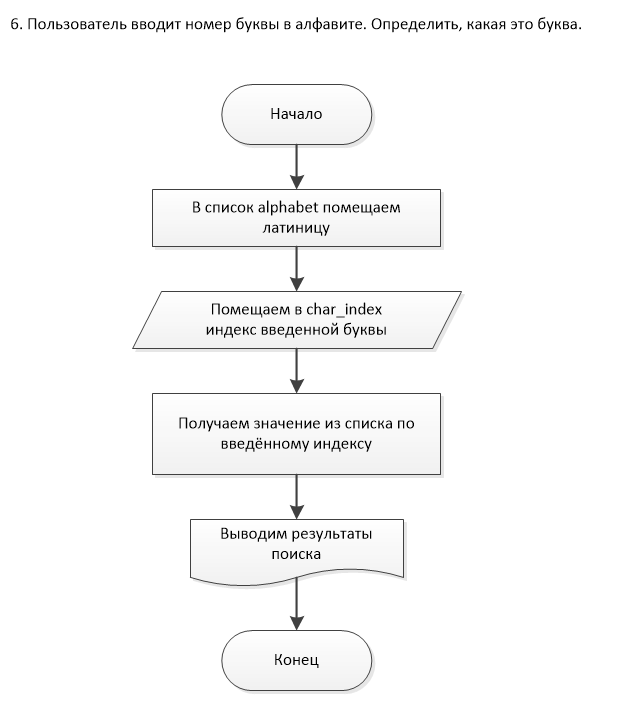 6. Пользователь вводит номер буквы в алфавите. Определить, какая это буква.
Начало
В список alphabet помещаем
латиницу
Помещаем в char_index
индекс введенной буквы
Получаем значение из списка по
введённому индексу
Выводим результаты
поиска
Конец